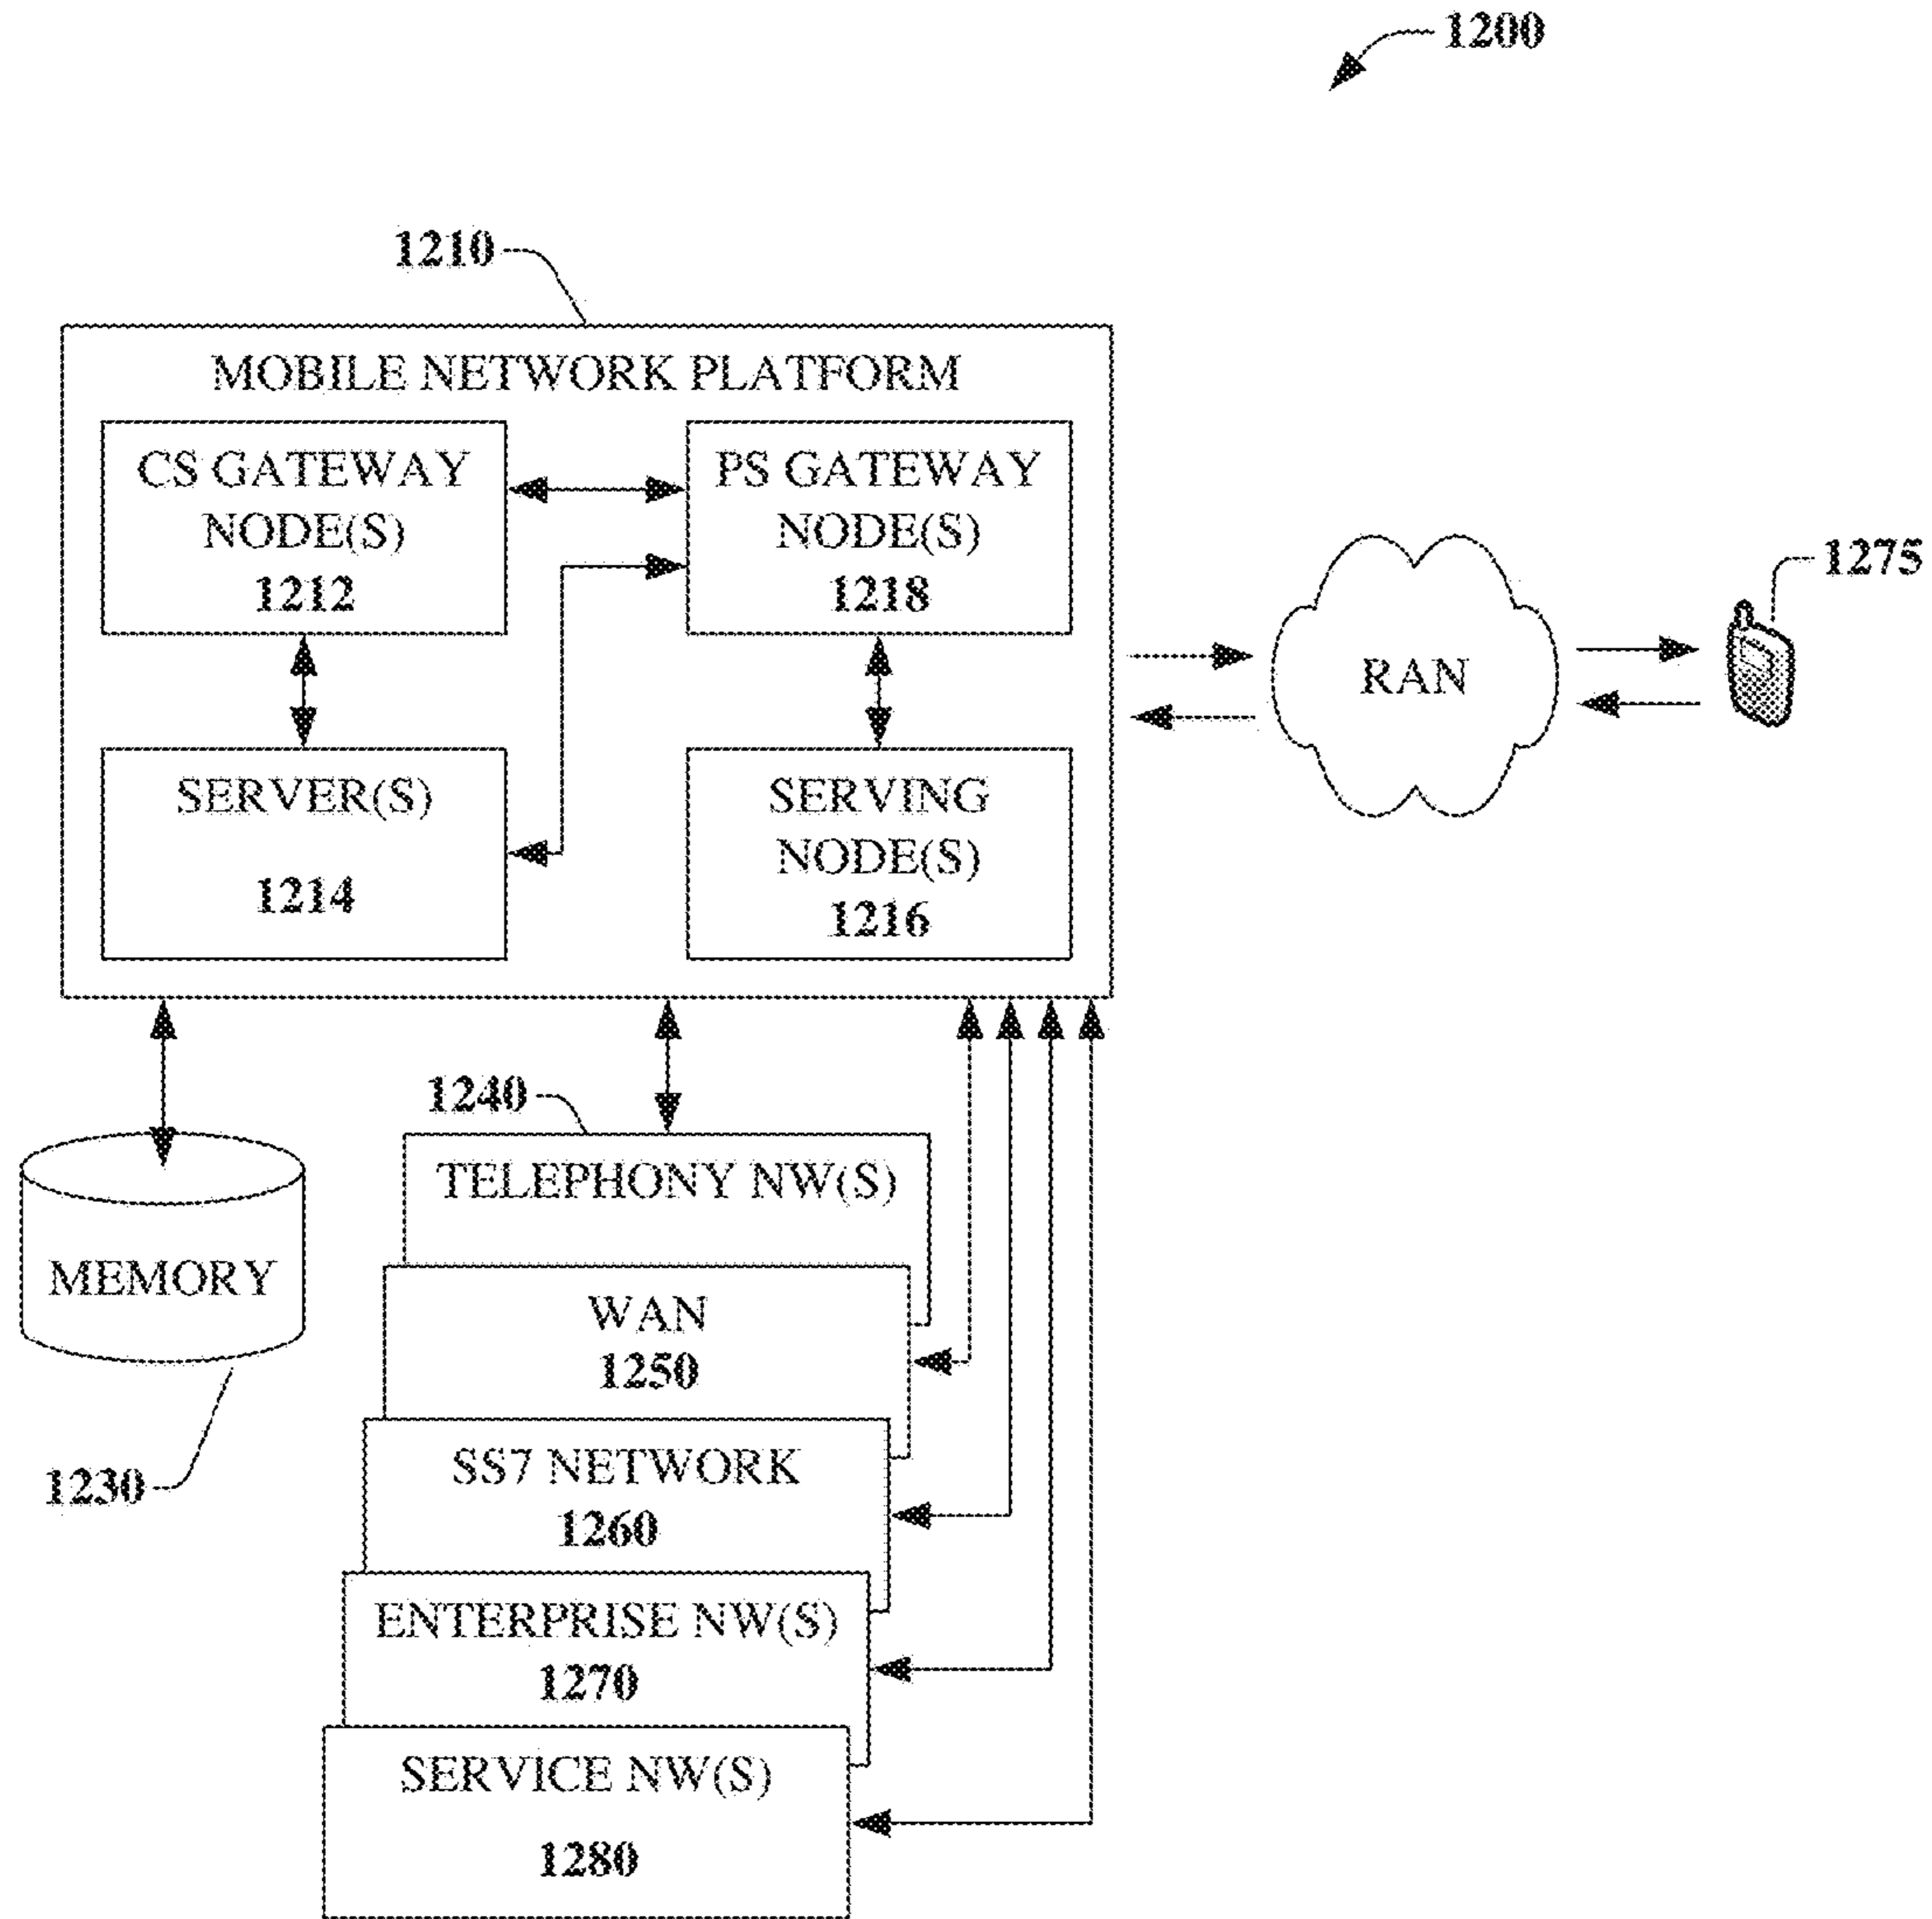 1200
1210
MOBILE NETWORK PLATFORM
CS GATEWAY
NODE(S)
1212
PS GATEWAY
NODE(S)
1218
SERVER(S)
1214
SERVING
NODE(S)
1216
RAN
1275
1240
TELEPHONY NW(S)
MEMORY
1230
WAN
1250
SS7 NETWORK
1260
ENTERPRISE NW(S)
1270
SERVICE NW(S)
1280